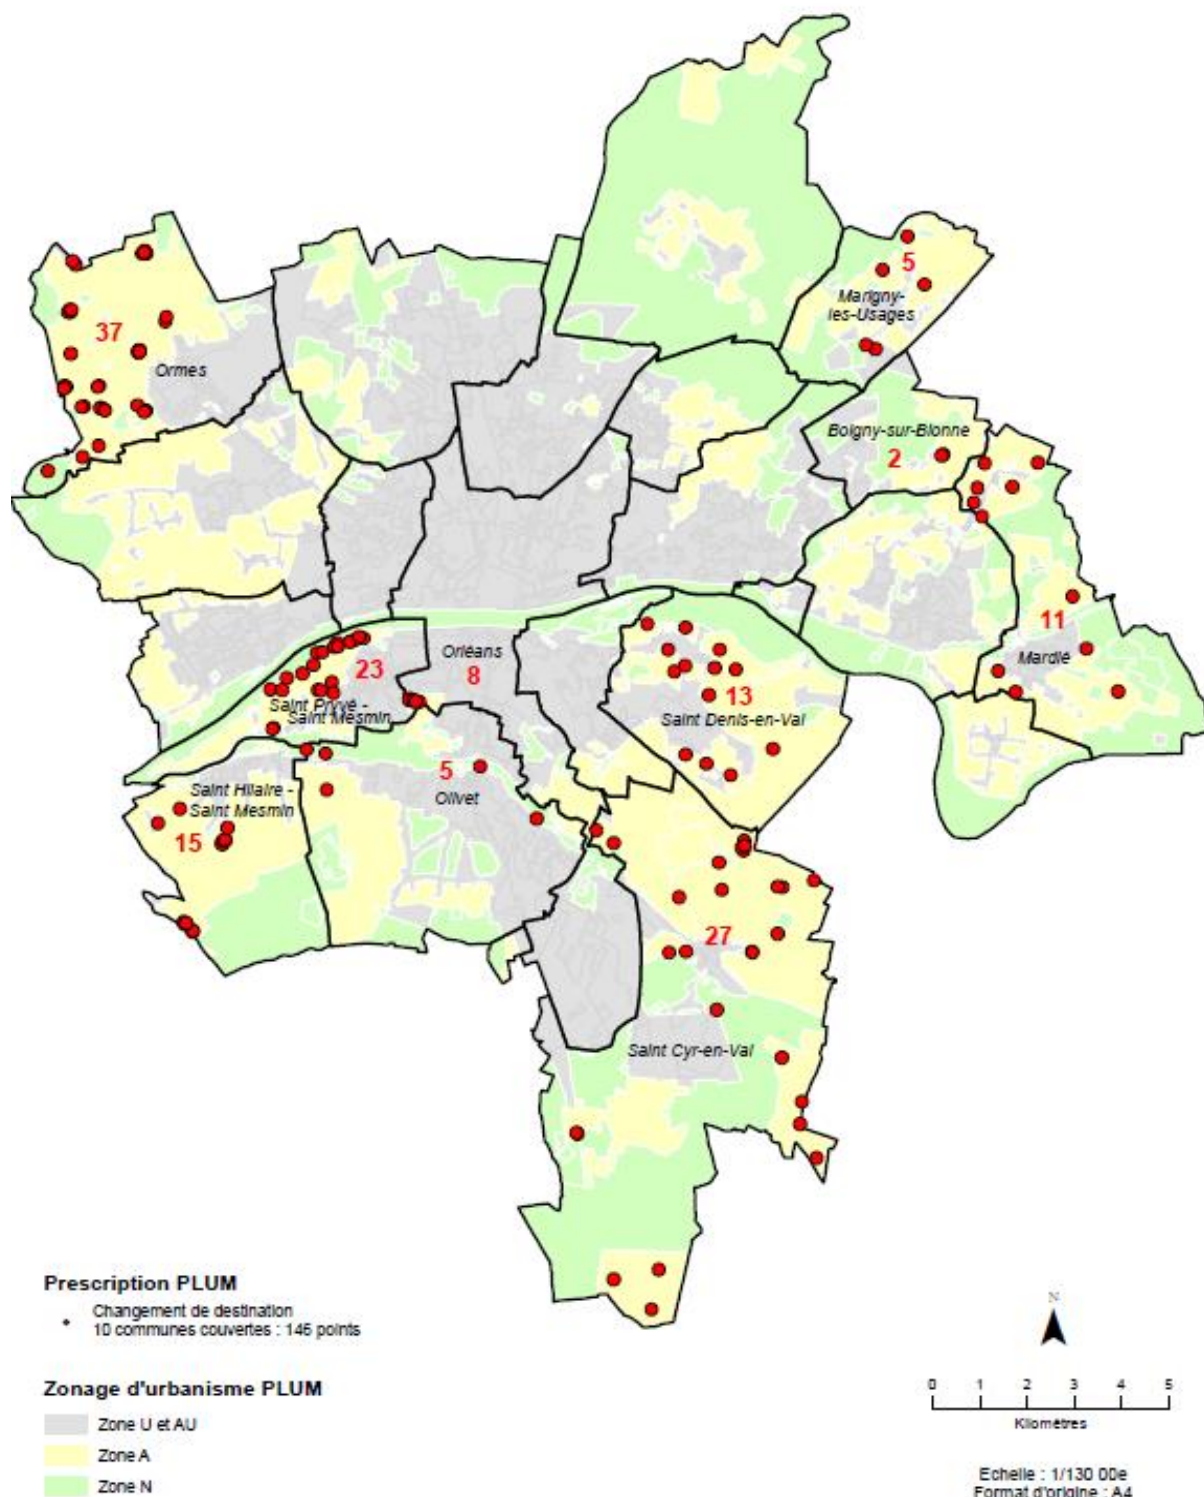 5
Marigny-
les-Usages
37
Ormes
Boigny-sur-Bionne
2
11
Mardié
Orléans
8
23
Saint Pryvé -
Saint Mesmin
13
Saint Denis-en-Val
5
Olivet
Saint Hilaire -
Saint Mesmin
15
27
Saint Cyr-en-Val
Prescription PLUM
Changement de destination
10 communes couvertes : 146 points
Zonage d'urbanisme PLUM
Zone U et AU
Zone A
Zone N
N
0 1 2 3 4 5
Kilomètres
Echelle : 1/130 00e
Format d'origine : A4